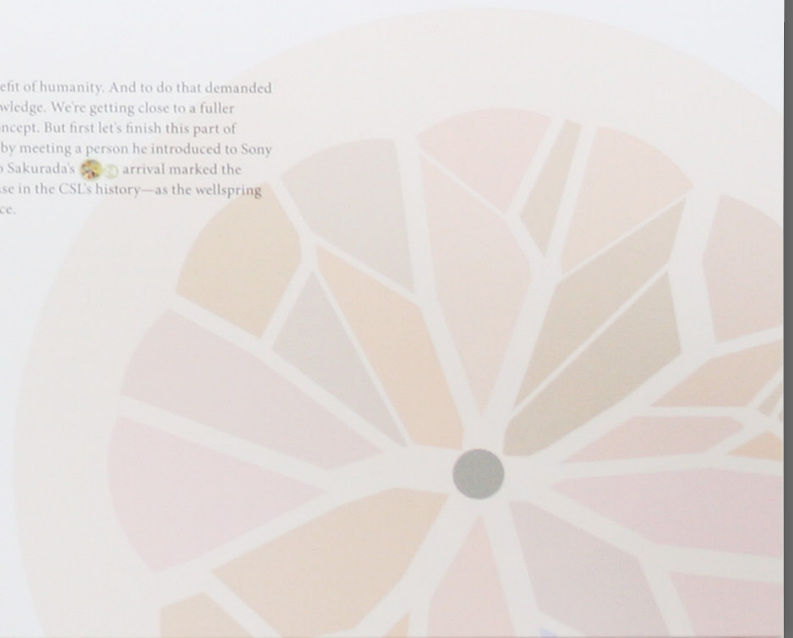 efit of humanity. And to do that demanded
wledge. We're getting close to a fuller
ncept. But first let's finish this part of
by meeting a person he introduced to Sony
Sakurada's arrival marked the
se in the CSL's history—as the wellspring
ce.